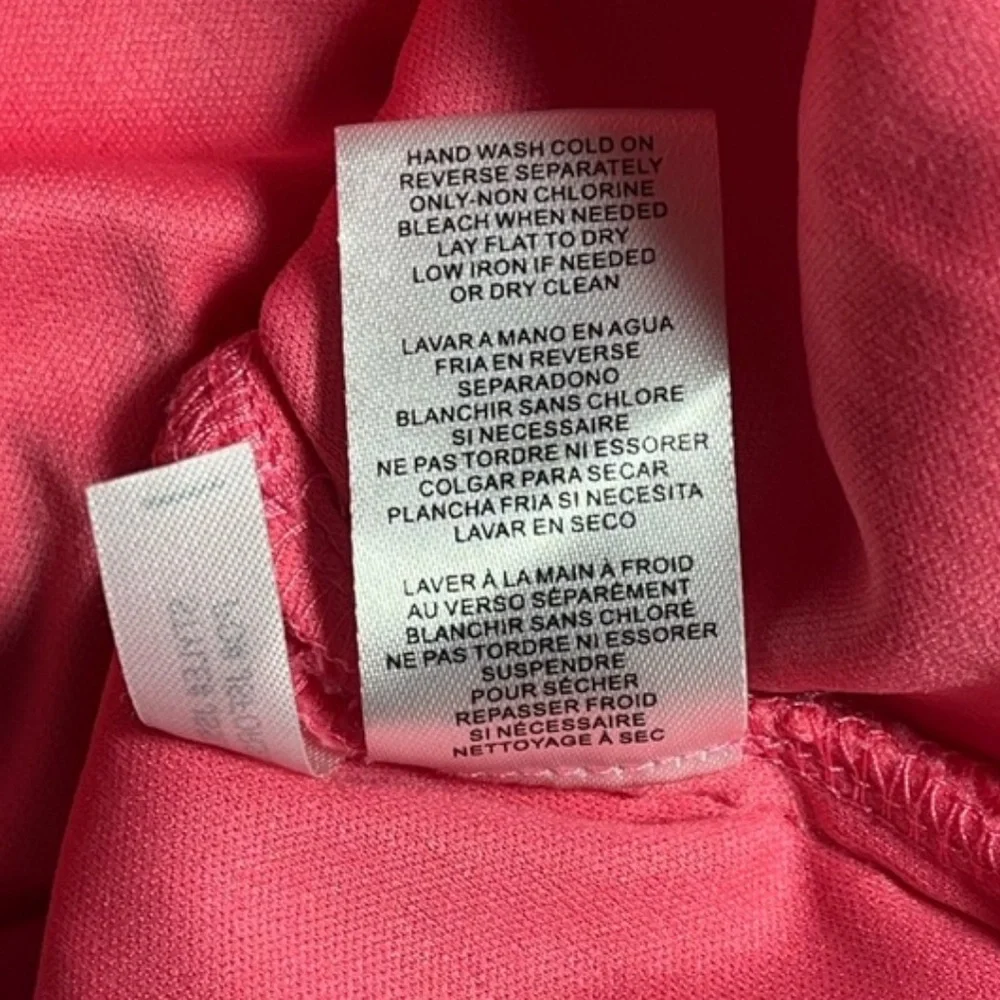 HAND WASH COLD ON
REVERSE SEPARATELY
ONLY-NON CHLORINE
BLEACH WHEN NEEDED
LAY FLAT TO DRY
LOW IRON IF NEEDED
OR DRY CLEAN
LAVAR A MANO EN AGUA
FRIA EN REVERSE
SEPARADONO
BLANCHIR SANS CHLORE
SI NECESSAIRE
NE PAS TORDRE NI ESSORER
COLGAR PARA SECAR
PLANCHA FRIA SI NECESITA
LAVAR EN SECO
LAVER À LA MAIN À FROID
AU VERSO SÉPARÉMENT
BLANCHIR SANS CHLORE
NE PAS TORDRE NI ESSORER
SUSPENDRE
POUR SÉCHER
REPASSER FROID
SI NÉCESSAIRE
NETTOYAGE À SEC